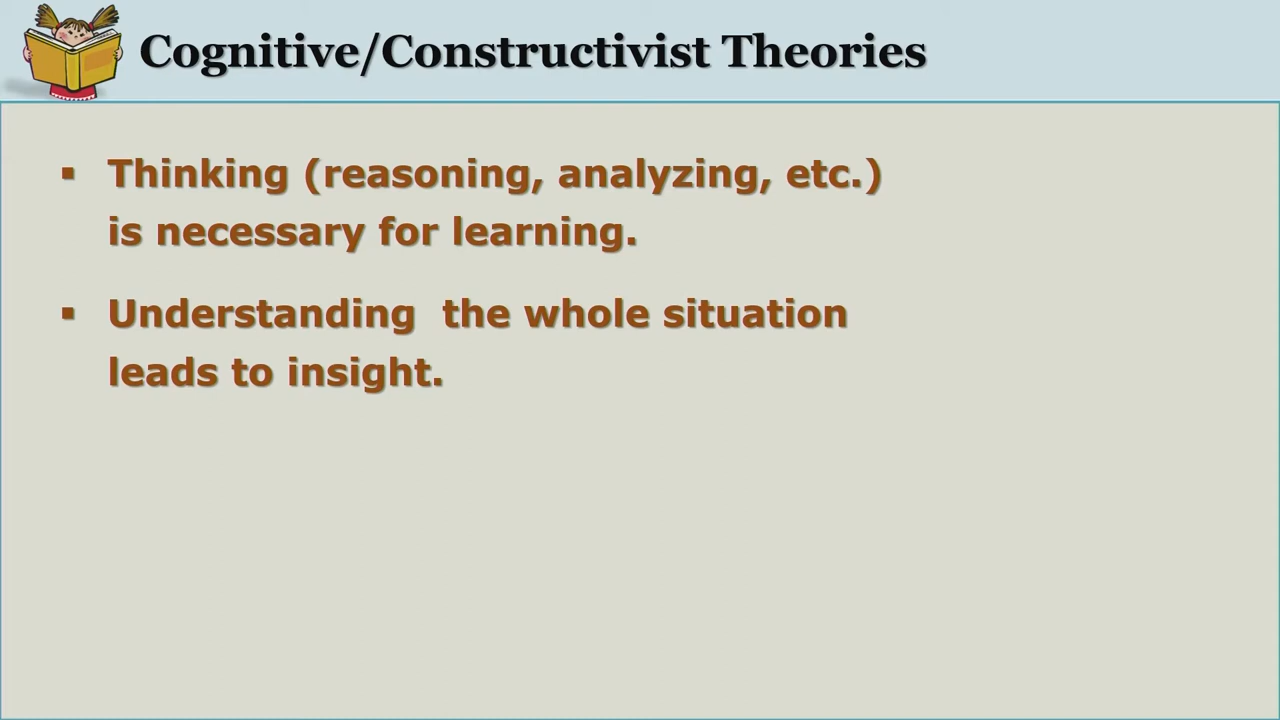 Cognitive/Constructivist Theories
▪ Thinking (reasoning, analyzing, etc.)
is necessary for learning.
▪ Understanding  the whole situation
leads to insight.